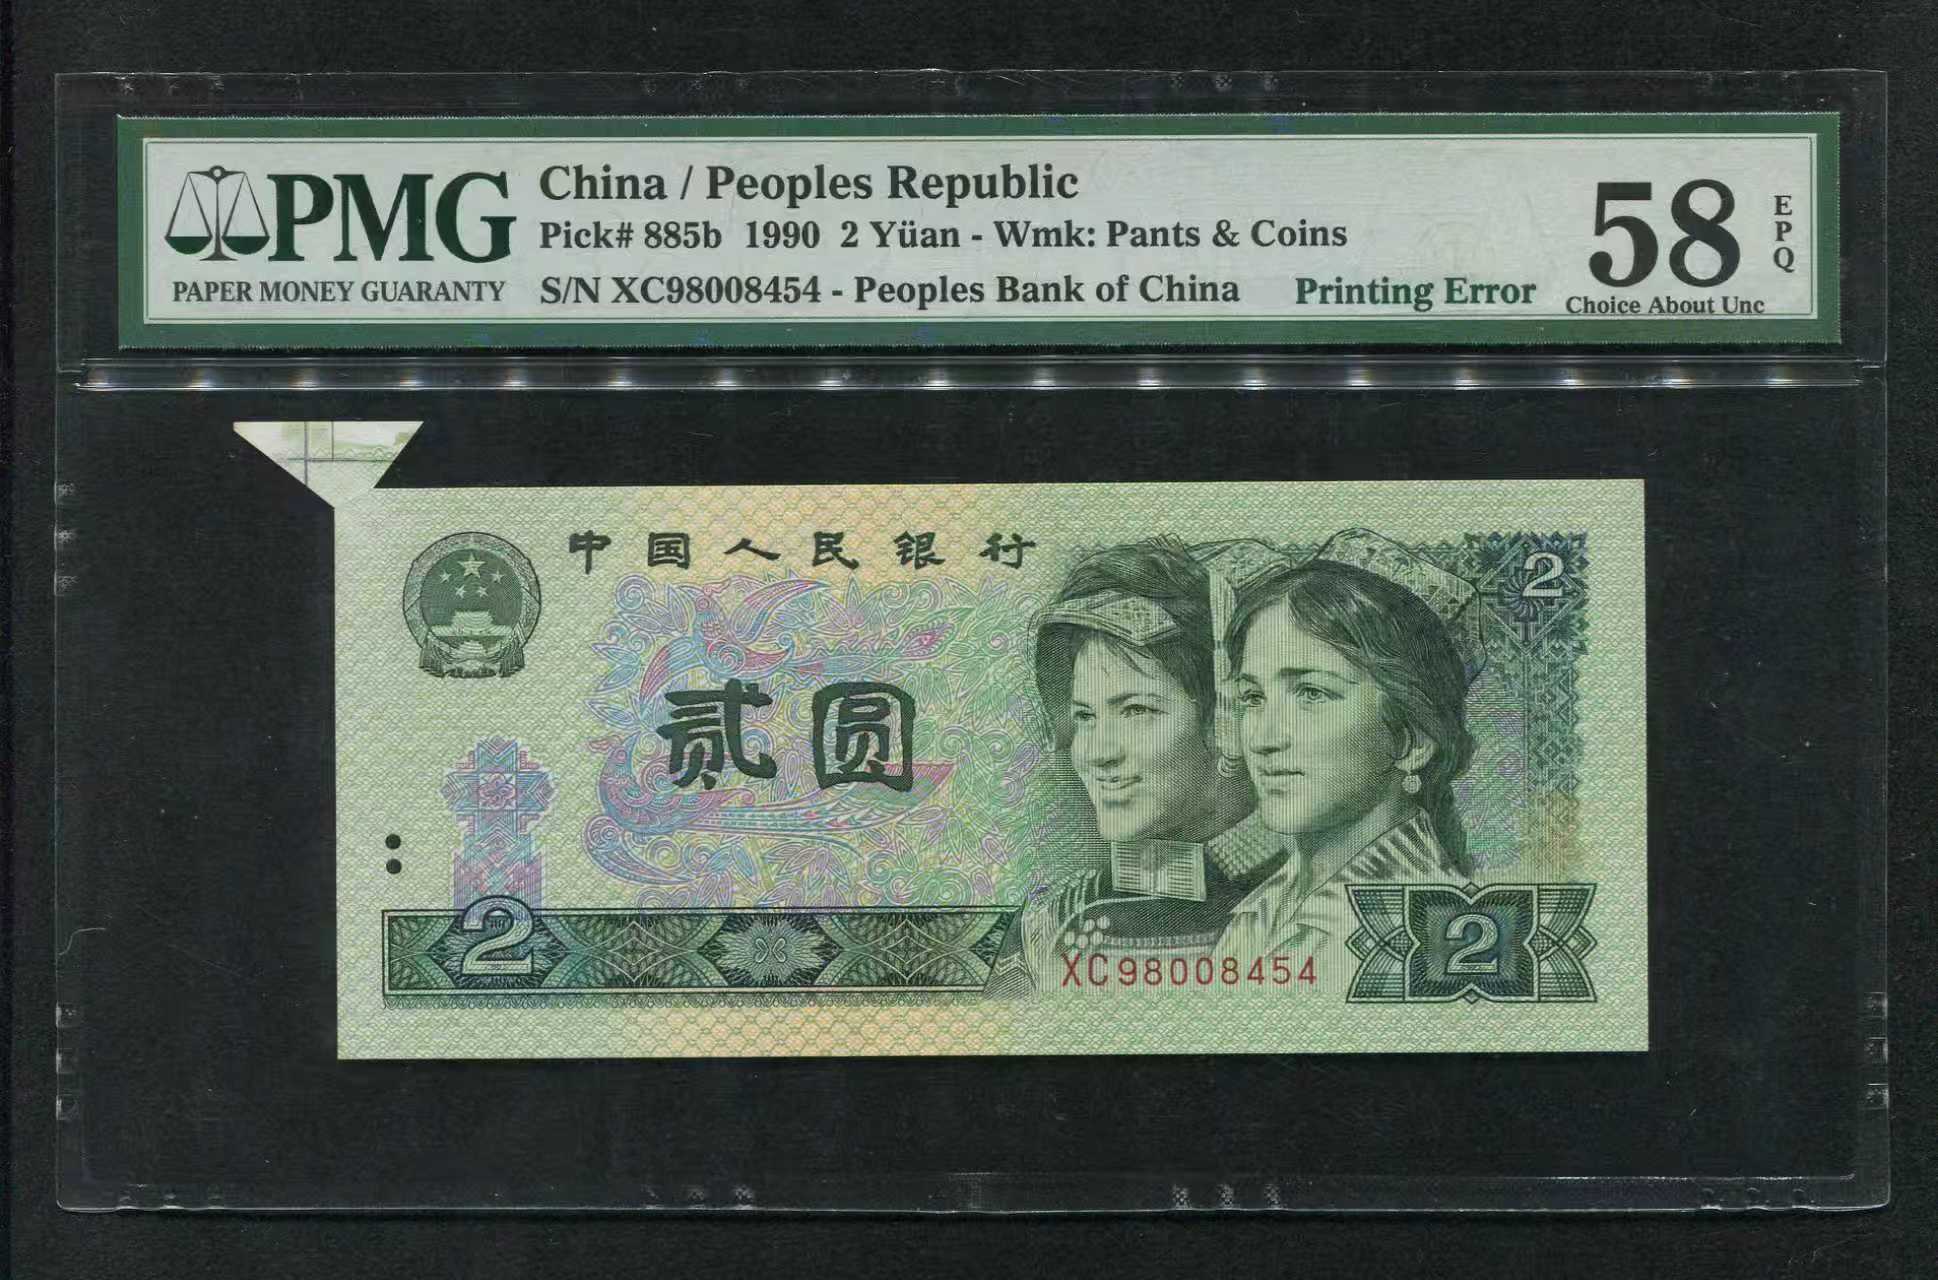 PMG
PAPER MONEY GUARANTY
China / Peoples Republic
Pick# 885b 1990 2 Yüan - Wmk: Pants & Coins
S/N XC98008454 - Peoples Bank of China
Printing Error
58
EPQ
Choice About Unc
中国人民银行
2
贰圆
2
XC98008454
2